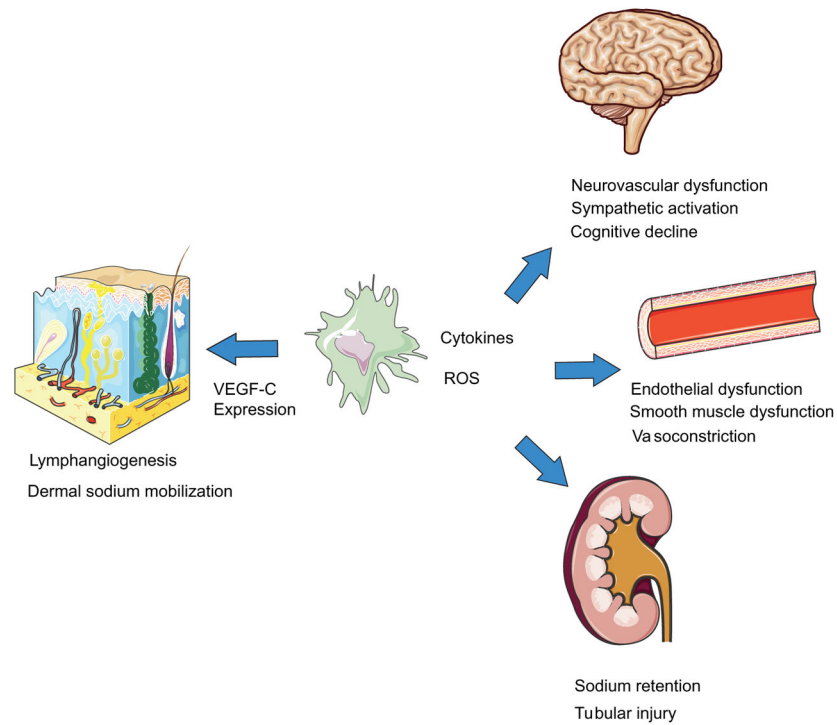 Neurovascular dysfunction
Sympathetic activation
Cognitive decline
Cytokines
ROS
VEGF-C
Expression
Endothelial dysfunction
Smooth muscle dysfunction
Vasoconstriction
Lymphangiogenesis
Dermal sodium mobilization
Sodium retention
Tubular injury